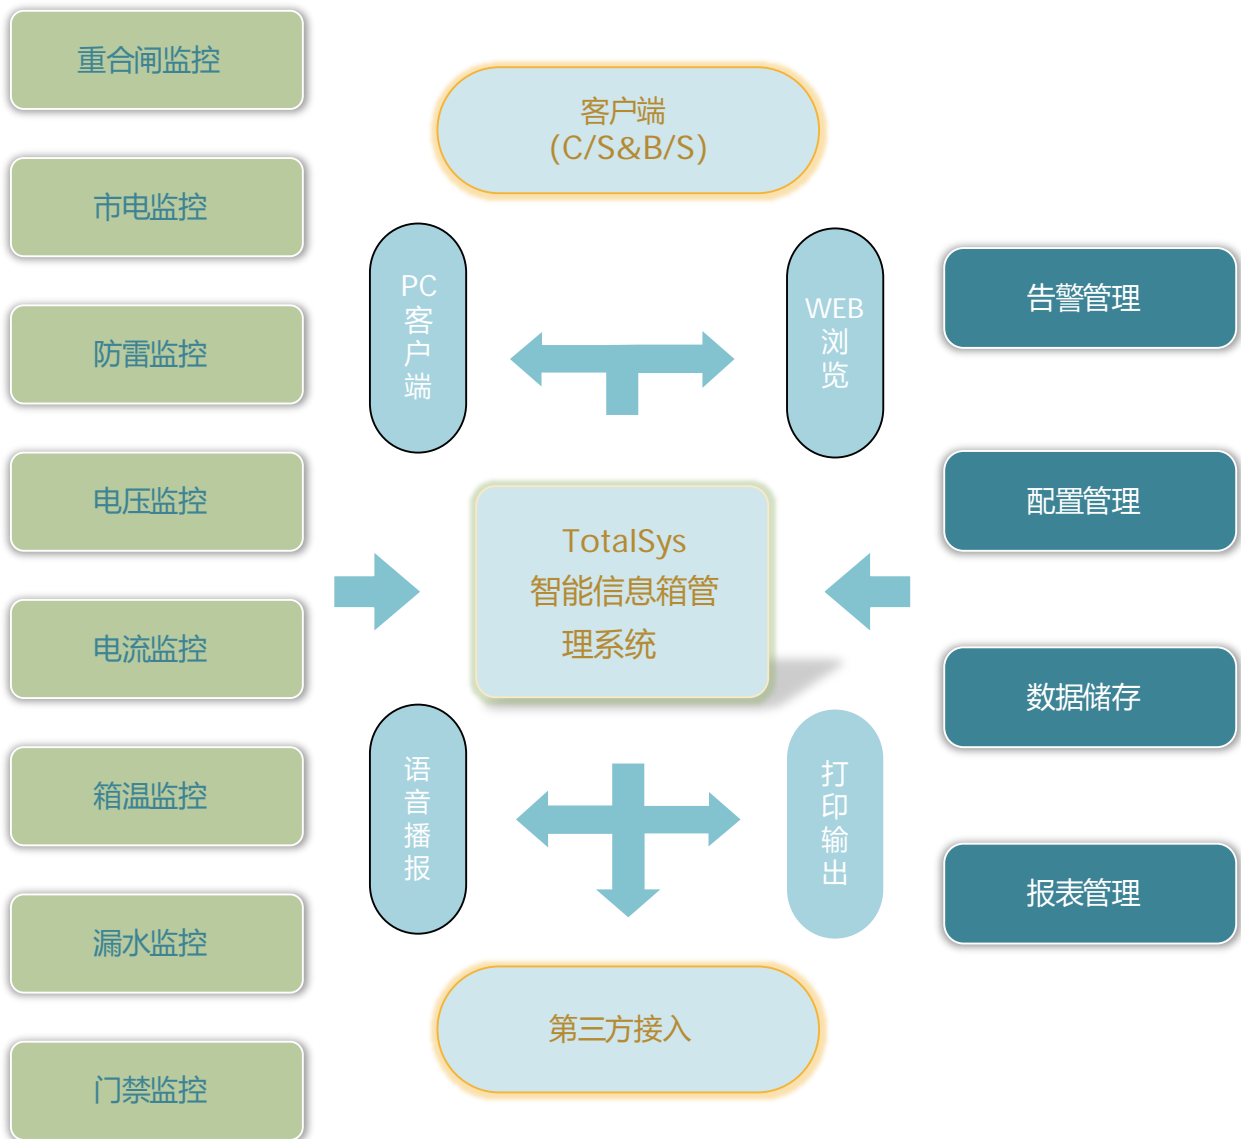 重合闸监控
市电监控
防雷监控
电压监控
电流监控
箱温监控
漏水监控
门禁监控
客户端
(C/S&B/S)
PC
客
户
端
WEB
浏
览
TotalSys
智能信息箱管
理系统
语
音
播
报
打
印
输
出
第三方接入
告警管理
配置管理
数据储存
报表管理